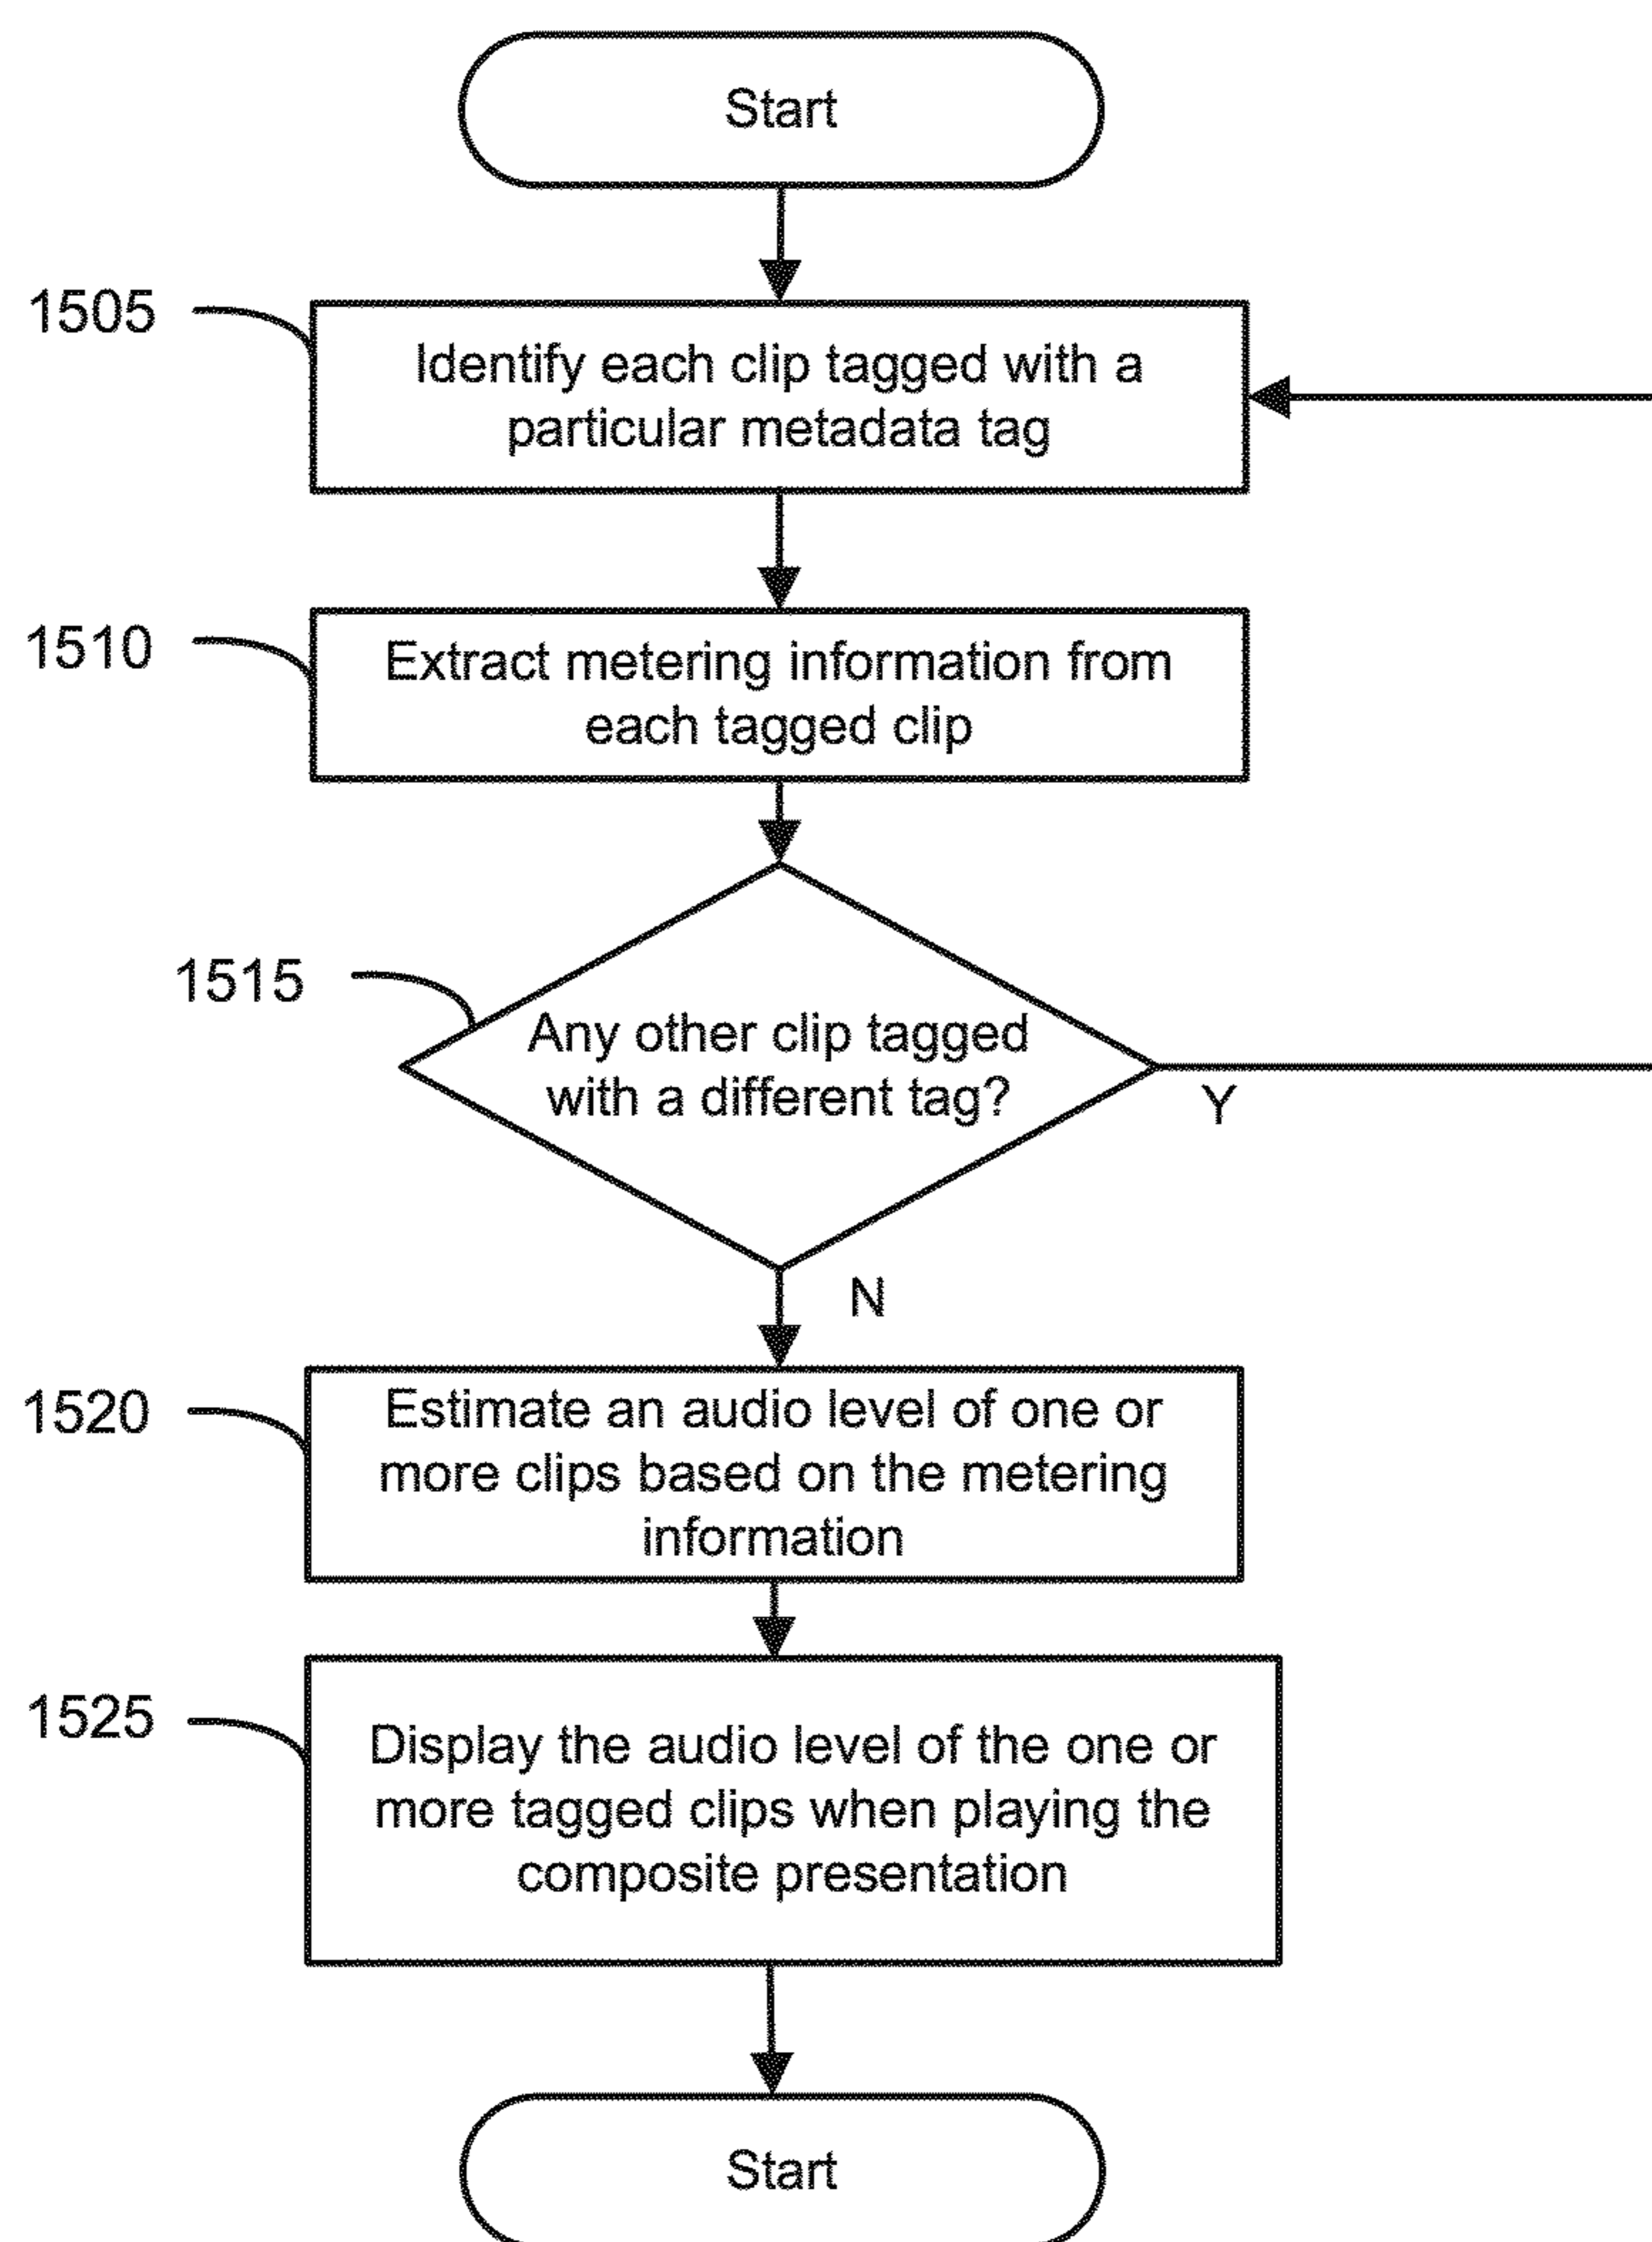 Start
1505
Identify each clip tagged with a
particular metadata tag
1510
Extract metering information from
each tagged clip
1515
Any other clip tagged
with a different tag?
Y
N
1520
Estimate an audio level of one or
more clips based on the metering
information
1525
Display the audio level of the one or
more tagged clips when playing the
composite presentation
Start